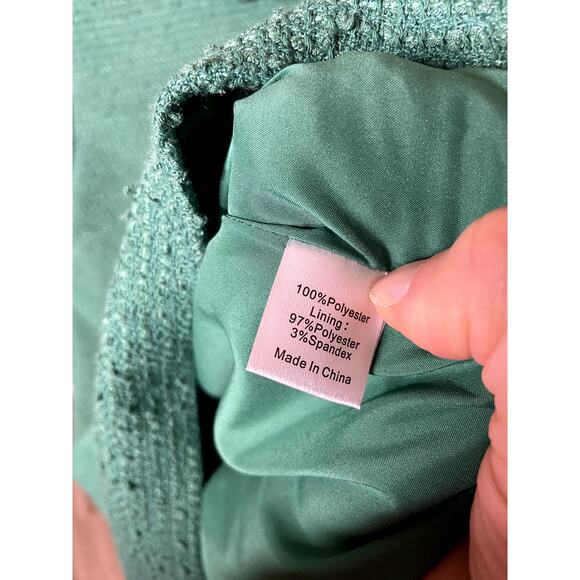 100%Polyester
Lining :
97%Polyester
3%Spandex
Made In China